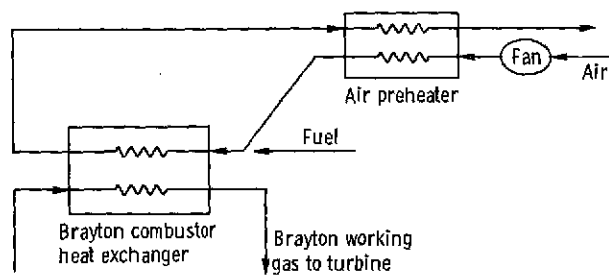 Fan
Air
Air preheater
Fuel
Brayton combustor
heat exchanger
Brayton working
gas to turbine